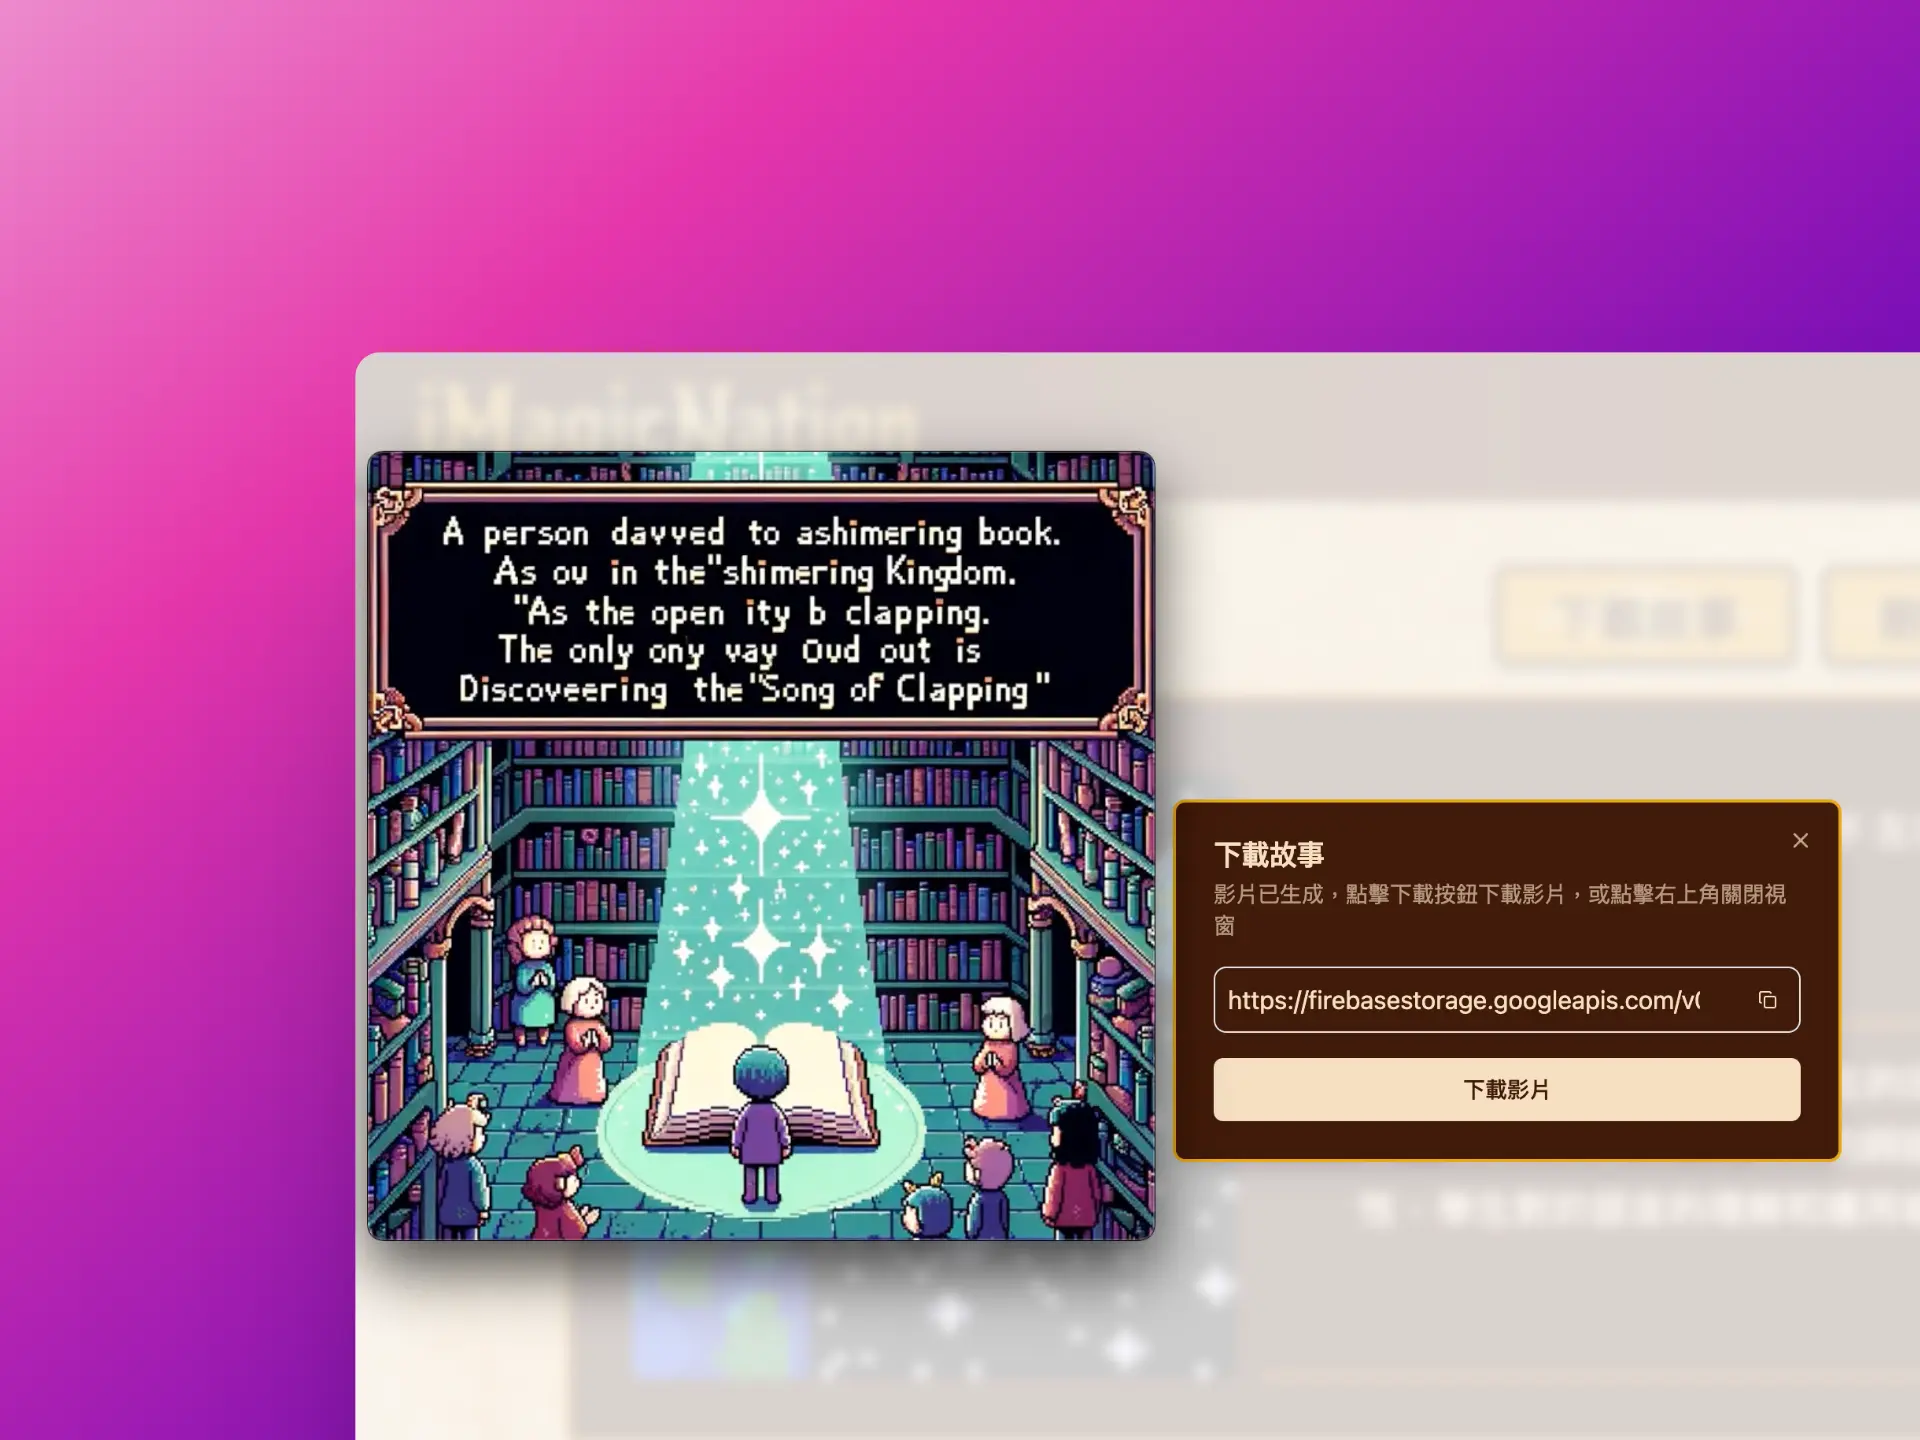 iMagicNation
A person davved to ashimering book.
As ou in the"shimering Kingdom.
"As the open ity b clapping.
The only ony vay Oud out is
Discoveering the"Song of Clapping"
下載故事
影片已生成，點擊下載按鈕下載影片，或點擊右上角關閉視
窗
https://firebasestorage.googleapis.com/v0
下載影片